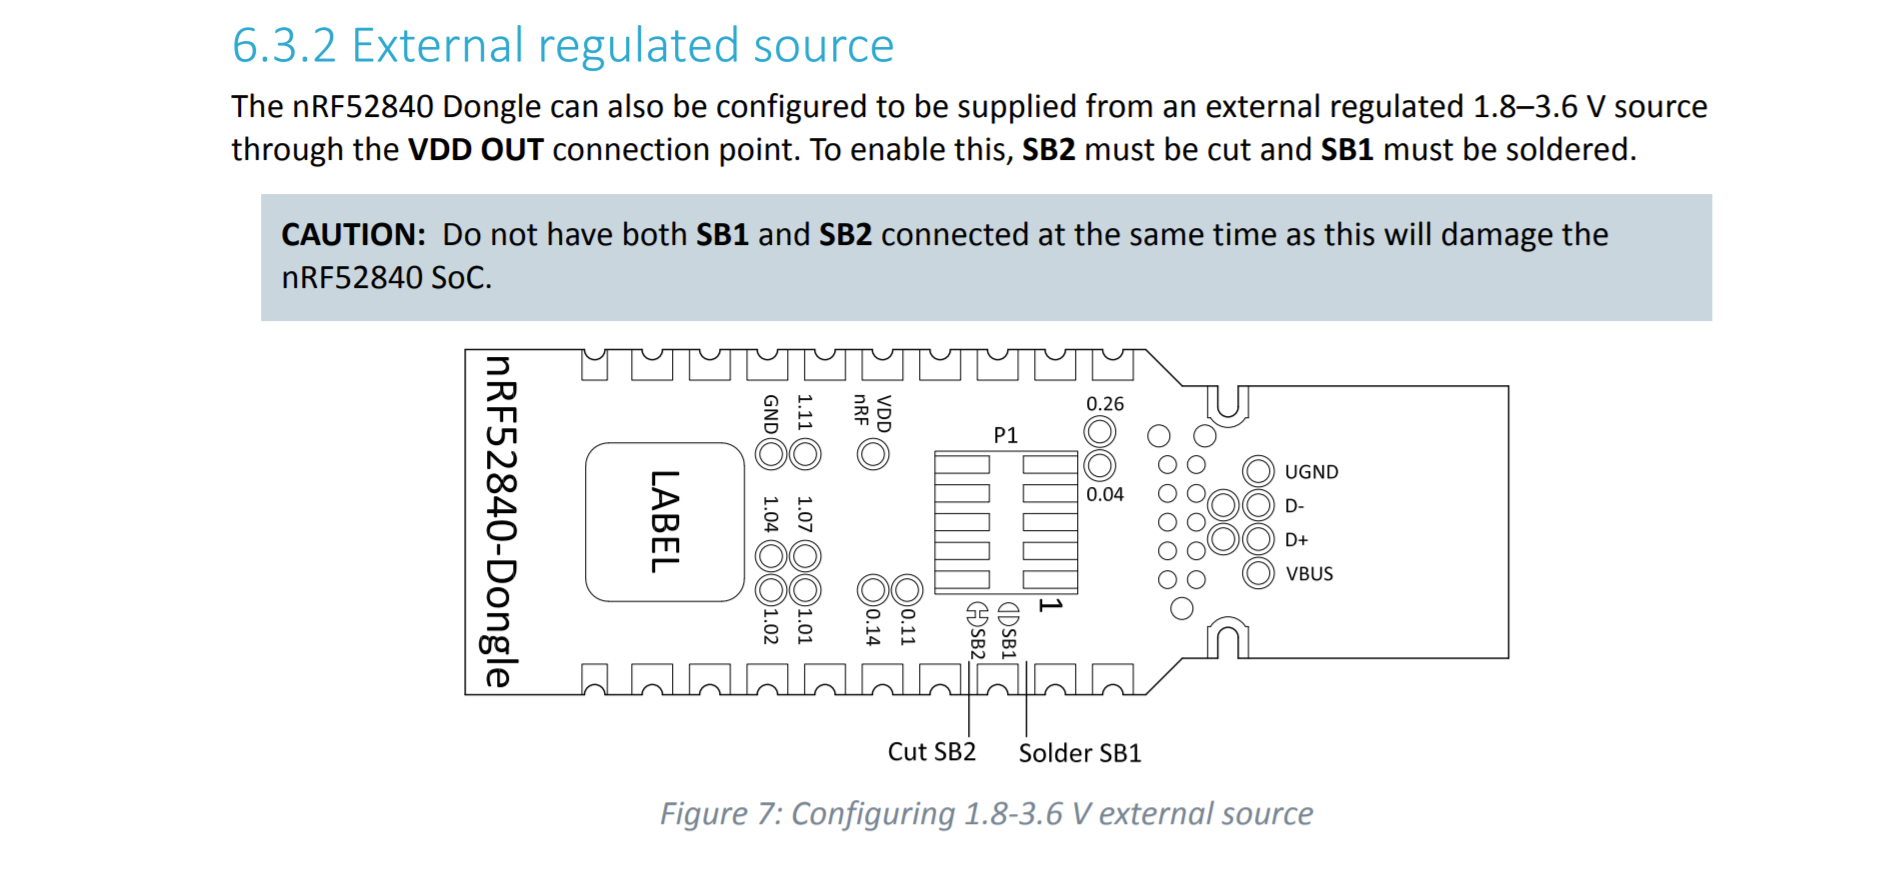 6.3.2 External regulated source
The nRF52840 Dongle can also be configured to be supplied from an external regulated 1.8–3.6 V source
through the VDD OUT connection point. To enable this, SB2 must be cut and SB1 must be soldered.
CAUTION: Do not have both SB1 and SB2 connected at the same time as this will damage the
nRF52840 SoC.
nRF52840-Dongle
LABEL
GND
1.11
VDD
nRF
P1
0.26
0.04
1.04
1.07
1.02
1.01
0.14
0.11
SB2
SB1
1
UGND
D-
D+
VBUS
Cut SB2
Solder SB1
Figure 7: Configuring 1.8-3.6 V external source